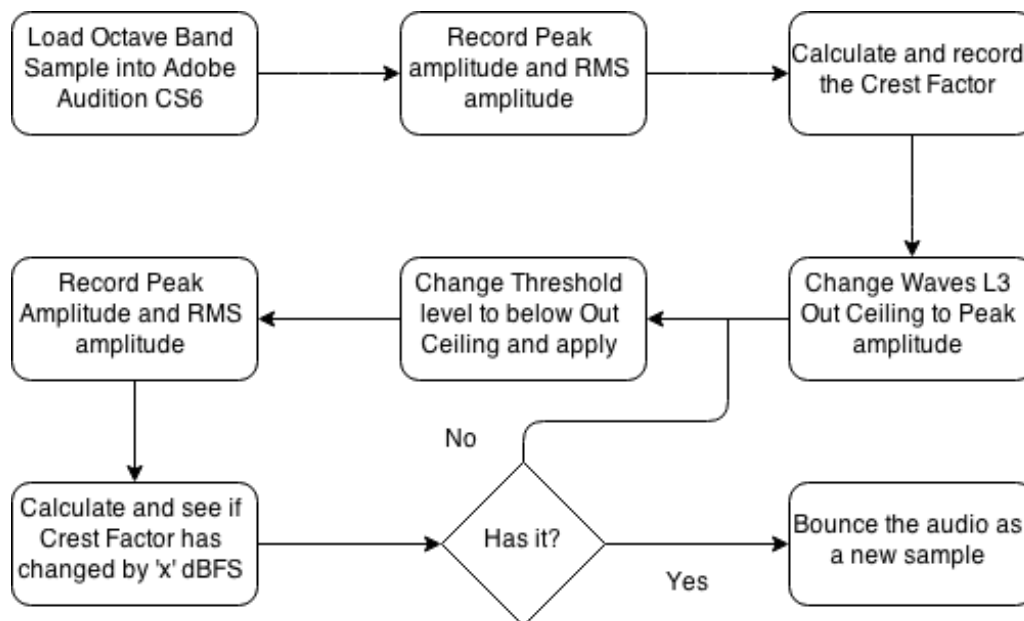 Load Octave Band
Sample into Adobe
Audition CS6
Record Peak
amplitude and RMS
amplitude
Calculate and record
the Crest Factor
Change Waves L3
Out Ceiling to Peak
amplitude
Change Threshold
level to below Out
Ceiling and apply
Record Peak
Amplitude and RMS
amplitude
Calculate and see if
Crest Factor has
changed by 'x' dBFS
Has it?
No
Yes
Bounce the audio as
a new sample